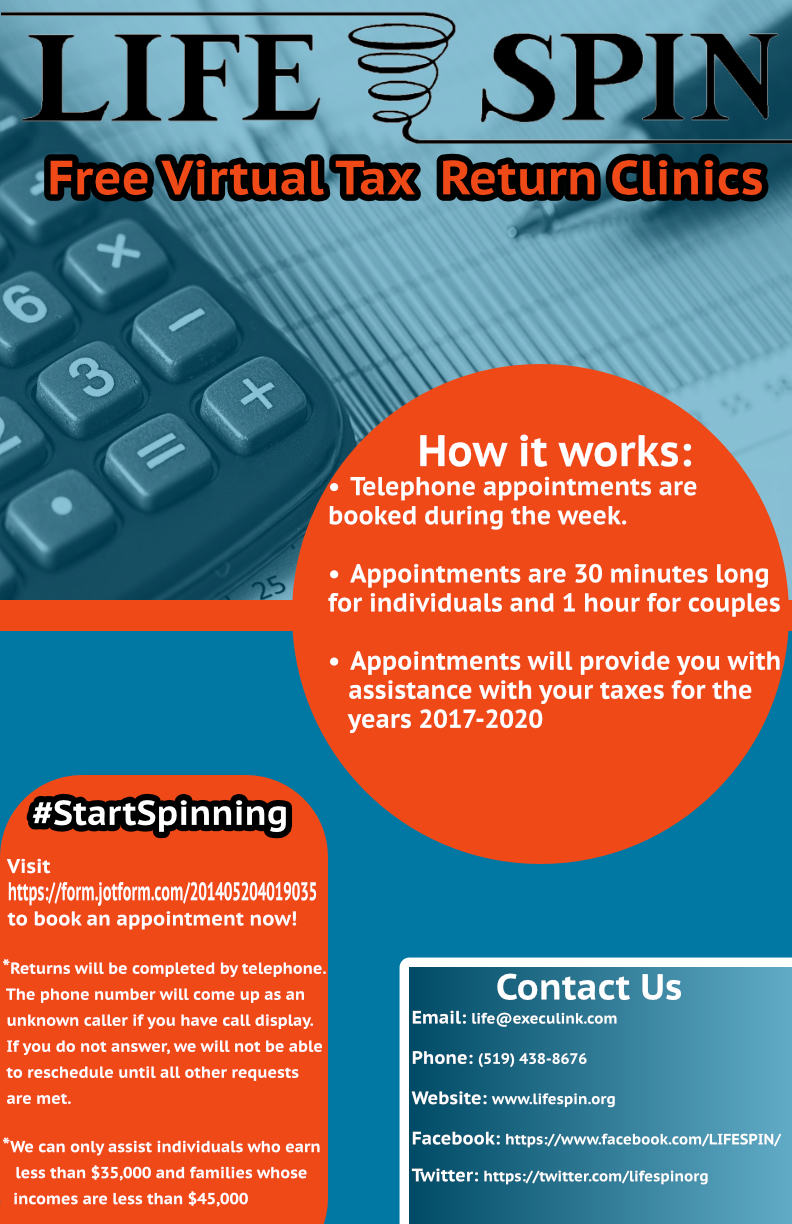 LIFE SPIN
Free Virtual Tax Return Clinics
× 
6
−
3
+
2
=
•
25
How it works:
• Telephone appointments are
booked during the week.
• Appointments are 30 minutes long
for individuals and 1 hour for couples
• Appointments will provide you with
assistance with your taxes for the
years 2017-2020
#StartSpinning
Visit
https://form.jotform.com/201405204019035
to book an appointment now!
*Returns will be completed by telephone.
The phone number will come up as an
unknown caller if you have call display.
If you do not answer, we will not be able
to reschedule until all other requests
are met.
*We can only assist individuals who earn
less than $35,000 and families whose
incomes are less than $45,000
Contact Us
Email: life@execulink.com
Phone: (519) 438-8676
Website: www.lifespin.org
Facebook: https://www.facebook.com/LIFESPIN/
Twitter: https://twitter.com/lifespinorg